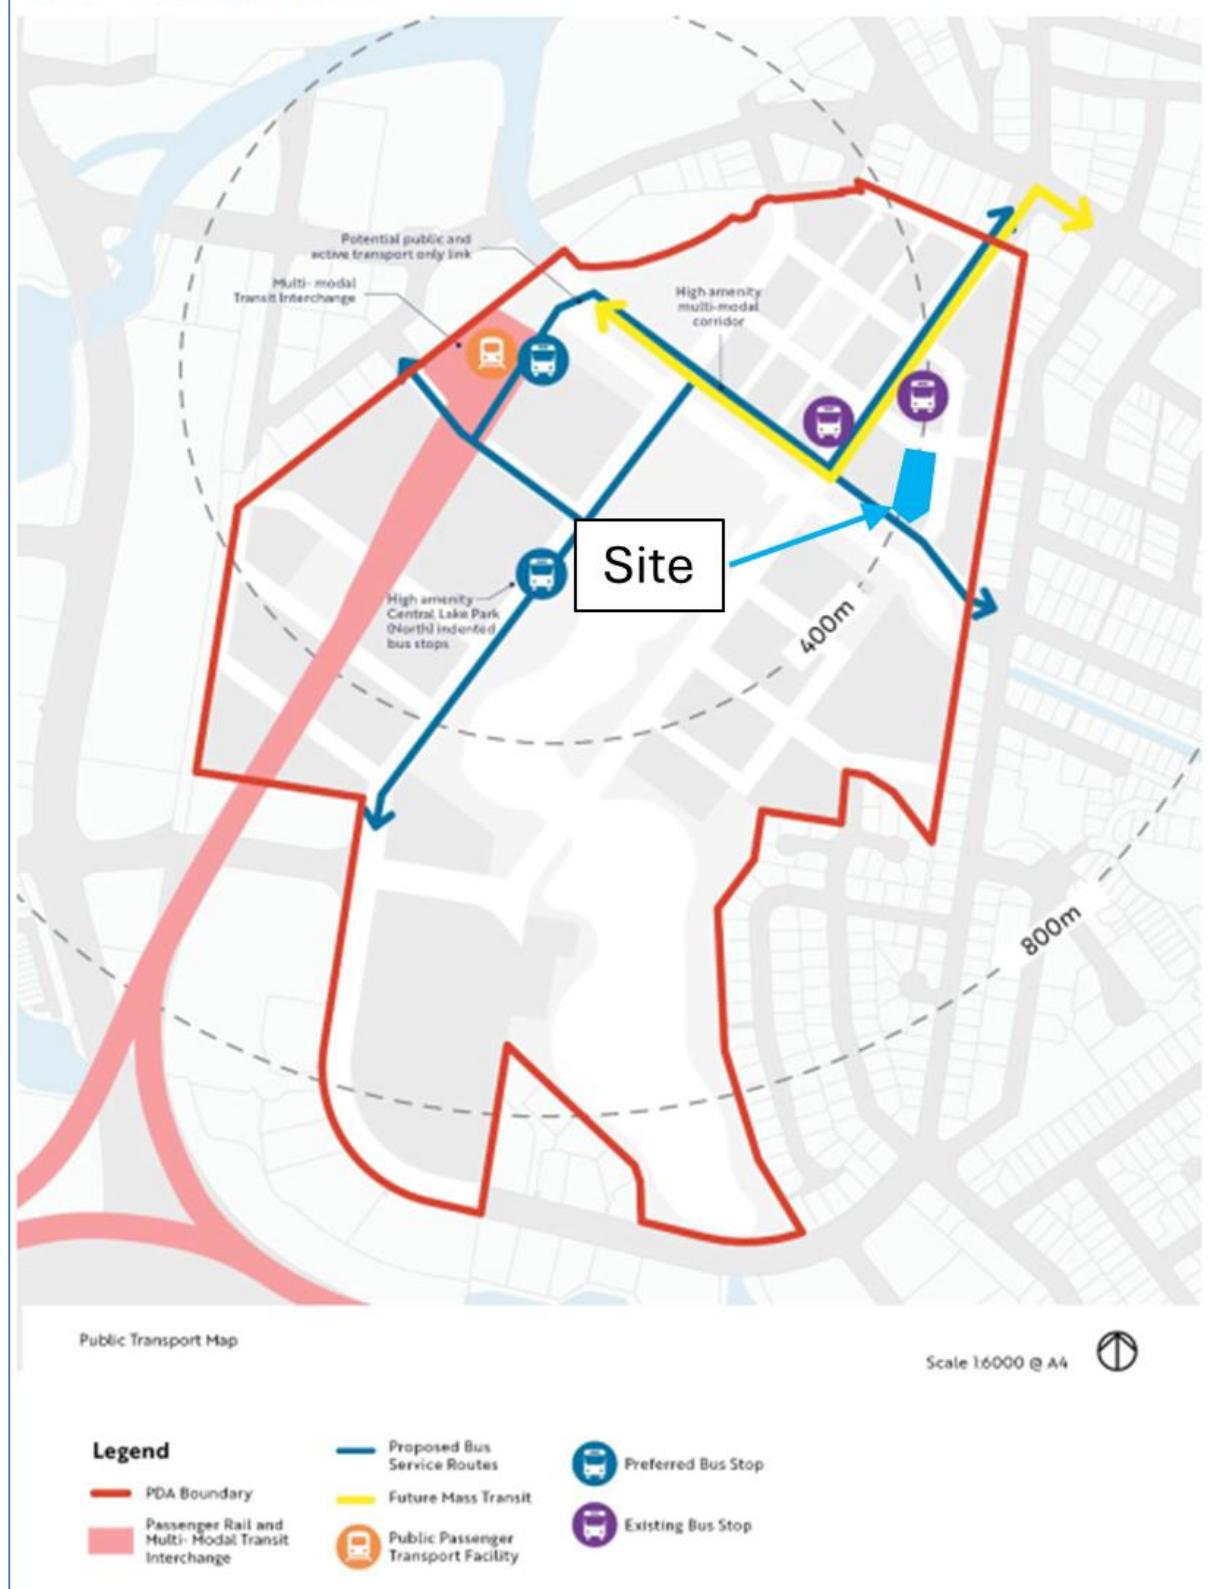 Potential public and
active transport only link
Multi- modal
Transit Interchange
High amenity
multi-modal
corridor
Site
High amenity
Central Lake Park
(North) indented
bus stops
400m
800m
Public Transport Map
Scale 1:6000 @ A4
Legend
PDA Boundary
Passenger Rail and
Multi- Modal Transit
Interchange
Proposed Bus
Service Routes
Future Mass Transit
Public Passenger
Transport Facility
Preferred Bus Stop
Existing Bus Stop